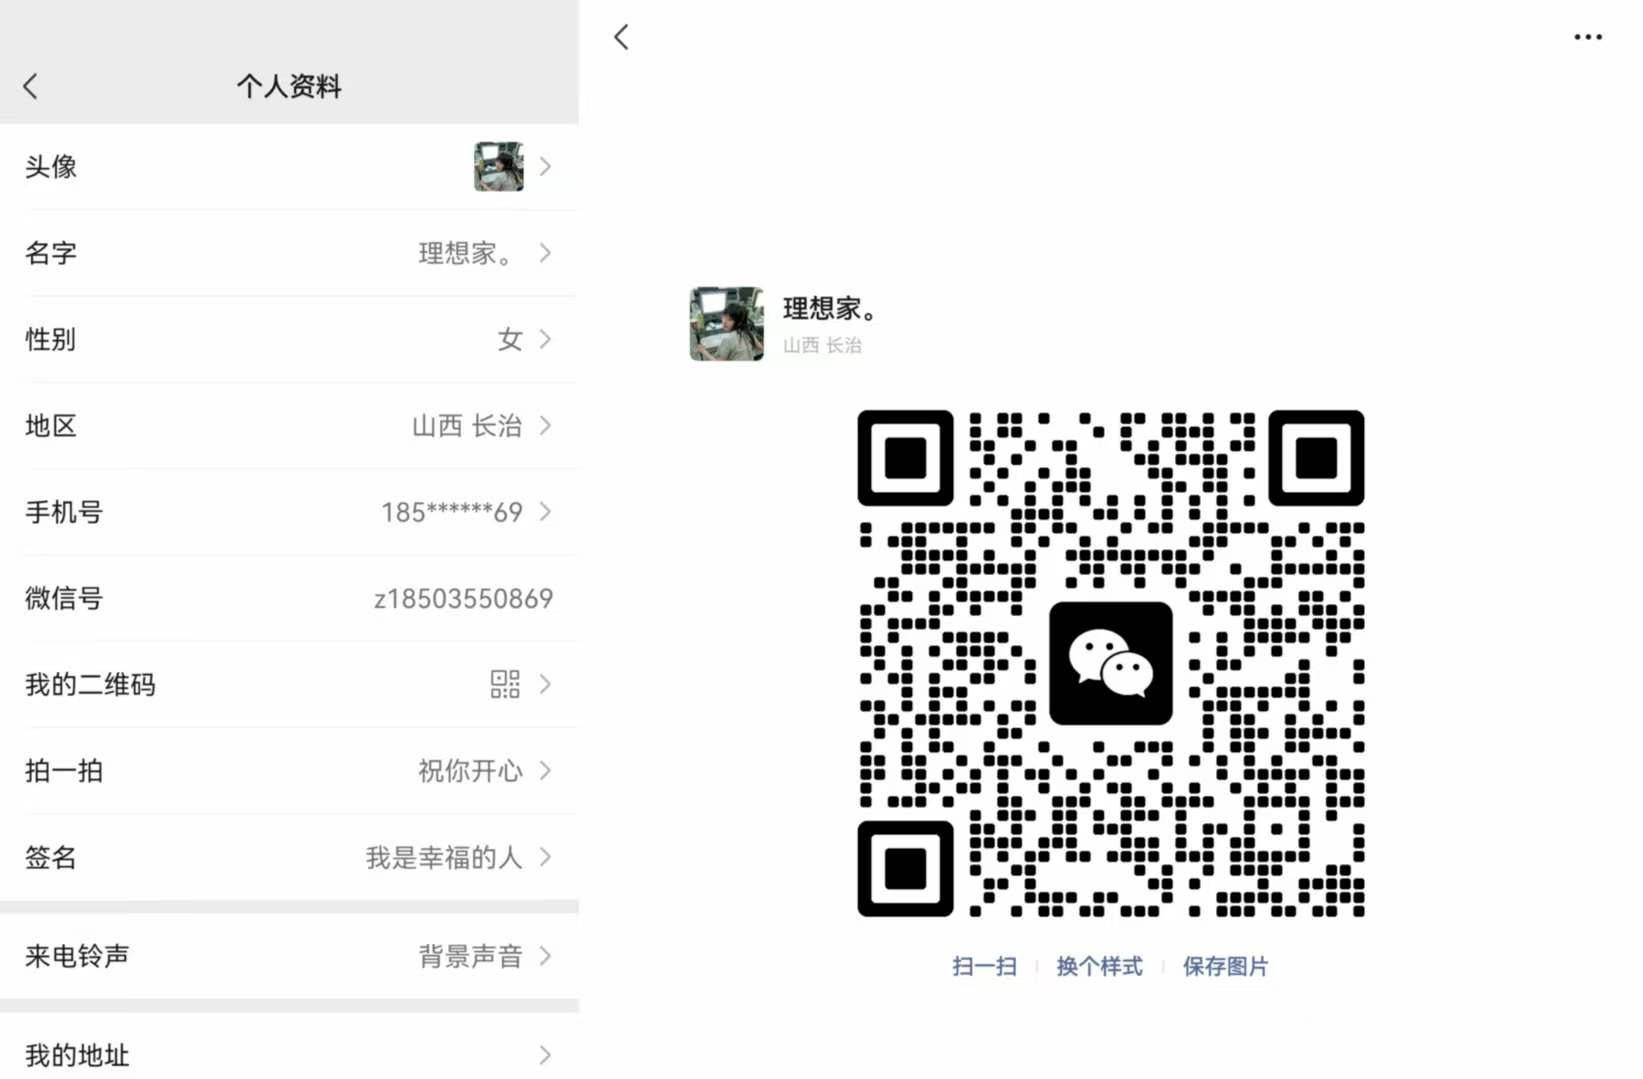 个人资料
头像
名字 理想家。
性别 女
地区 山西 长治
手机号 185******69
微信号 z18503550869
我的二维码
拍一拍 祝你开心
签名 我是幸福的人
来电铃声 背景声音
我的地址
理想家。
山西 长治
扫一扫 换个样式 保存图片